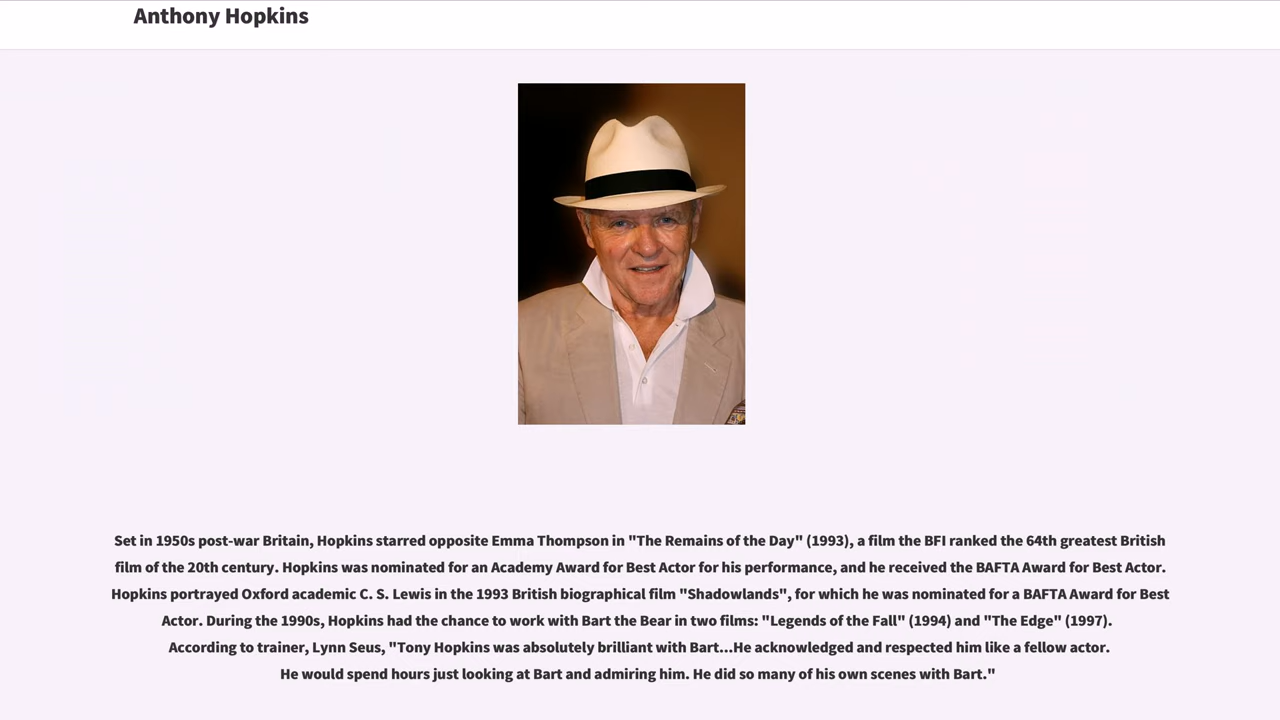 Anthony Hopkins
Set in 1950s post-war Britain, Hopkins starred opposite Emma Thompson in "The Remains of the Day" (1993), a film the BFI ranked the 64th greatest British
film of the 20th century. Hopkins was nominated for an Academy Award for Best Actor for his performance, and he received the BAFTA Award for Best Actor.
Hopkins portrayed Oxford academic C. S. Lewis in the 1993 British biographical film "Shadowlands", for which he was nominated for a BAFTA Award for Best
Actor. During the 1990s, Hopkins had the chance to work with Bart the Bear in two films: "Legends of the Fall" (1994) and "The Edge" (1997).
According to trainer, Lynn Seus, "Tony Hopkins was absolutely brilliant with Bart...He acknowledged and respected him like a fellow actor.
He would spend hours just looking at Bart and admiring him. He did so many of his own scenes with Bart."